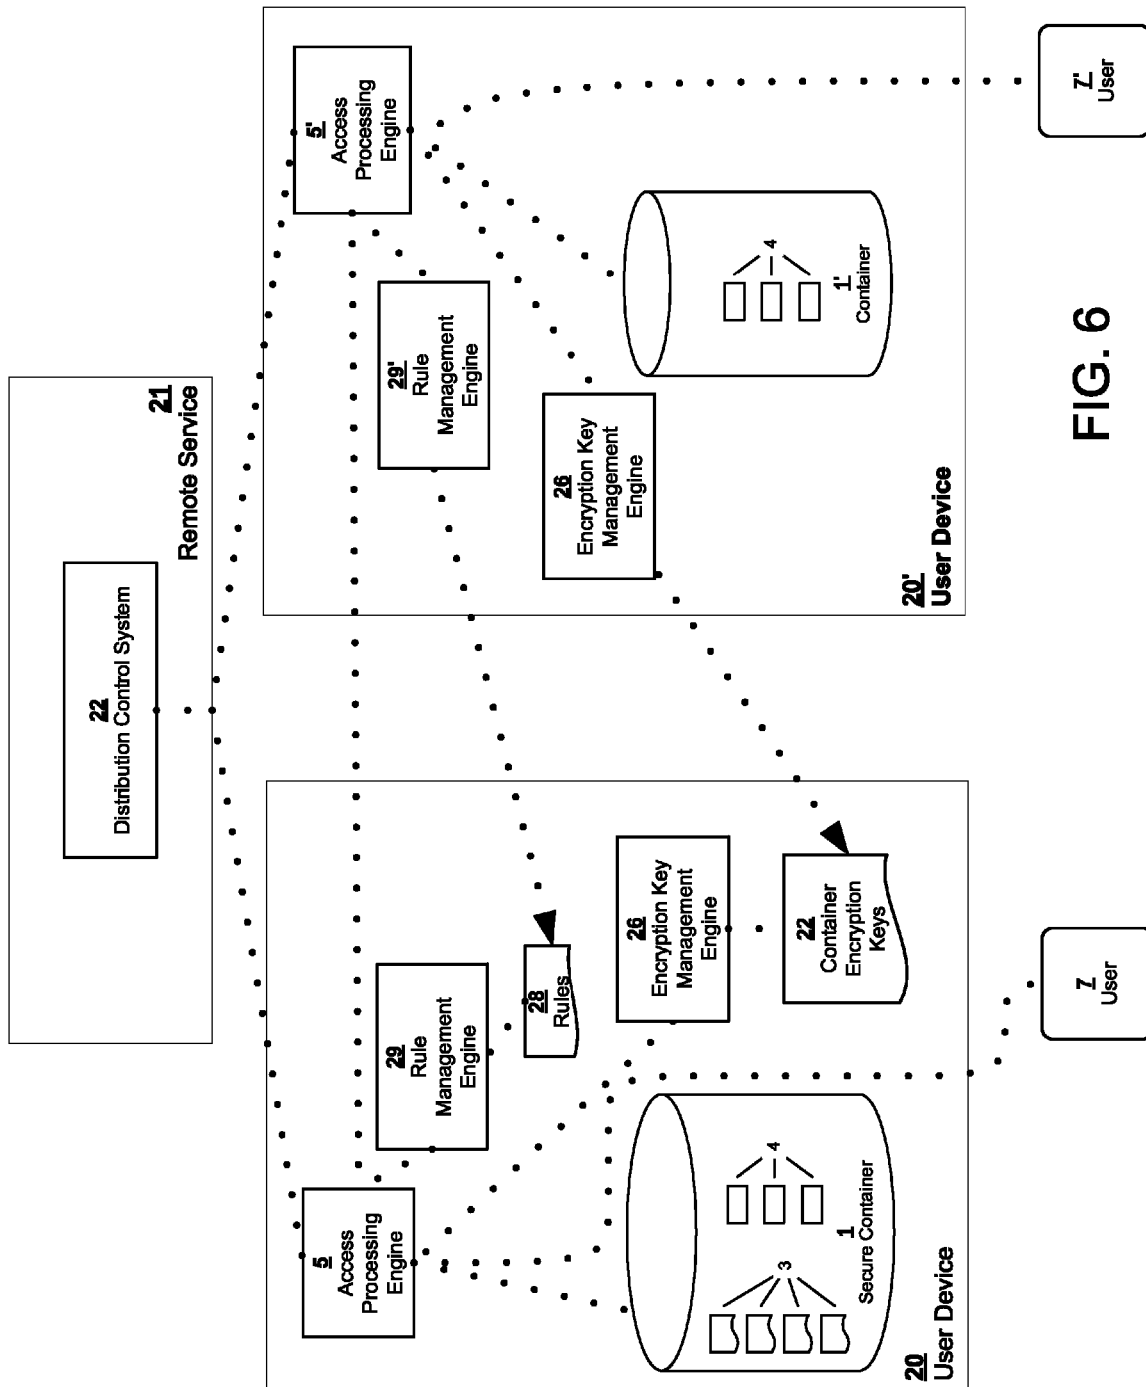 22
Distribution Control System
21
Remote Service
5
Access
Processing
Engine
29
Rule
Management
Engine
28
Rules
26
Encryption Key
Management
Engine
22
Container
Encryption
Keys
3
4
1
Secure Container
20
User Device
7
User
5'
Access
Processing
Engine
29'
Rule
Management
Engine
26
Encryption Key
Management
Engine
4
1'
Container
20'
User Device
7'
User
FIG. 6